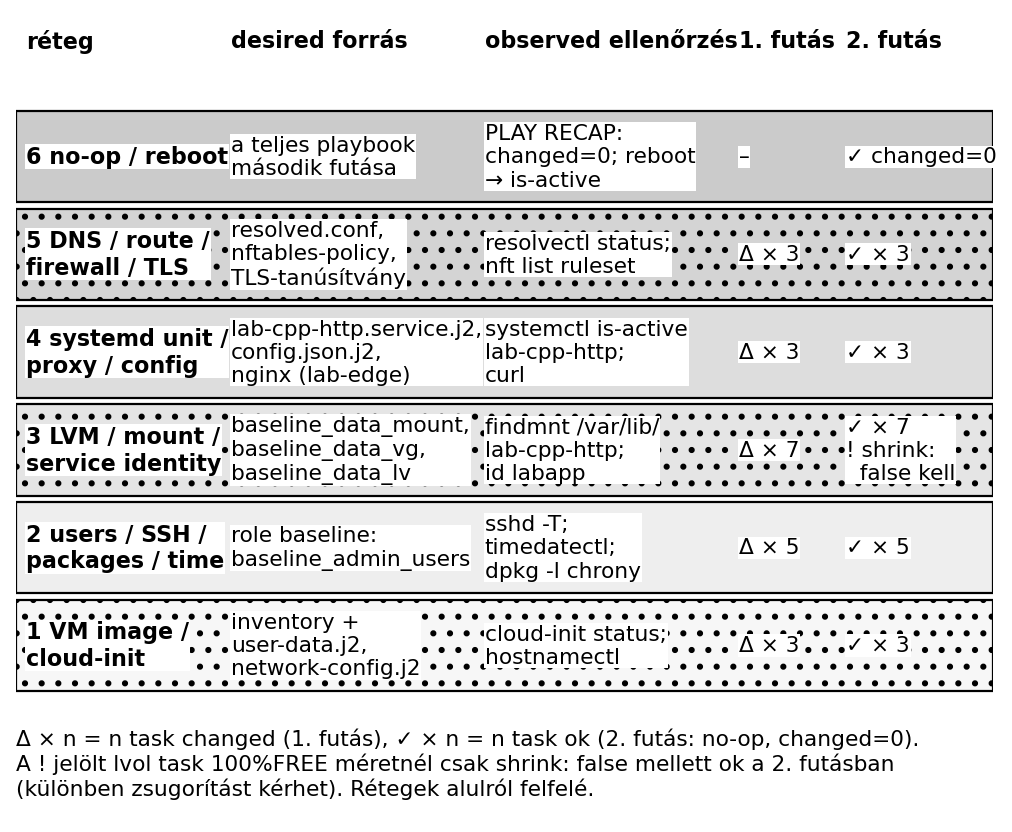 réteg desired forrás observed ellenőrzés 1. futás 2. futás
6 no-op / reboot
a teljes playbook
második futása
PLAY RECAP:
changed=0; reboot
→ is-active
–
✓ changed=0
5 DNS / route /
firewall / TLS
resolved.conf,
nftables-policy,
TLS-tanúsítvány
resolvectl status;
nft list ruleset
Δ × 3
✓ × 3
4 systemd unit /
proxy / config
lab-cpp-http.service.j2,
config.json.j2,
nginx (lab-edge)
systemctl is-active
lab-cpp-http;
curl
Δ × 3
✓ × 3
3 LVM / mount /
service identity
baseline_data_mount,
baseline_data_vg,
baseline_data_lv
findmnt /var/lib/
lab-cpp-http;
id labapp
Δ × 7
✓ × 7
! shrink:
false kell
2 users / SSH /
packages / time
role baseline:
baseline_admin_users
sshd -T;
timedatectl;
dpkg -l chrony
Δ × 5
✓ × 5
1 VM image /
cloud-init
inventory +
user-data.j2,
network-config.j2
cloud-init status;
hostnamectl
Δ × 3
✓ × 3
Δ × n = n task changed (1. futás), ✓ × n = n task ok (2. futás: no-op, changed=0).
A ! jelölt lvol task 100%FREE méretnél csak shrink: false mellett ok a 2. futásban
(különben zsugorítást kérhet). Rétegek alulról felfelé.